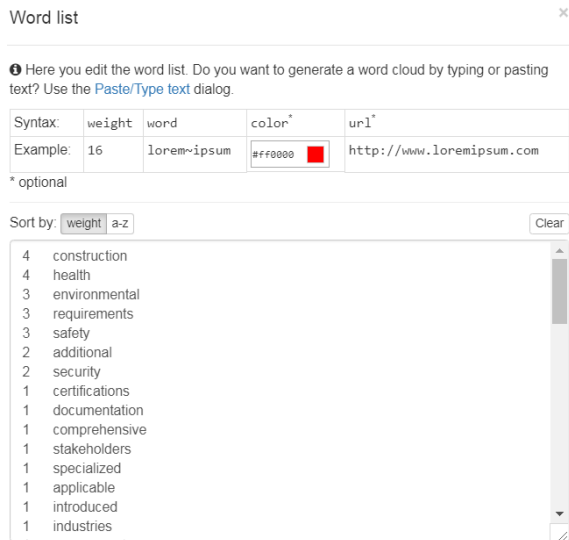 Word list ×
Here you edit the word list. Do you want to generate a word cloud by typing or pasting
text? Use the Paste/Type text dialog.
Syntax: weight word color* url*
Example: 16 lorem~ipsum #ff0000 http://www.loremipsum.com
* optional
Sort by: weight a-z Clear
4 construction
4 health
3 environmental
3 requirements
3 safety
2 additional
2 security
1 certifications
1 documentation
1 comprehensive
1 stakeholders
1 specialized
1 applicable
1 introduced
1 industries